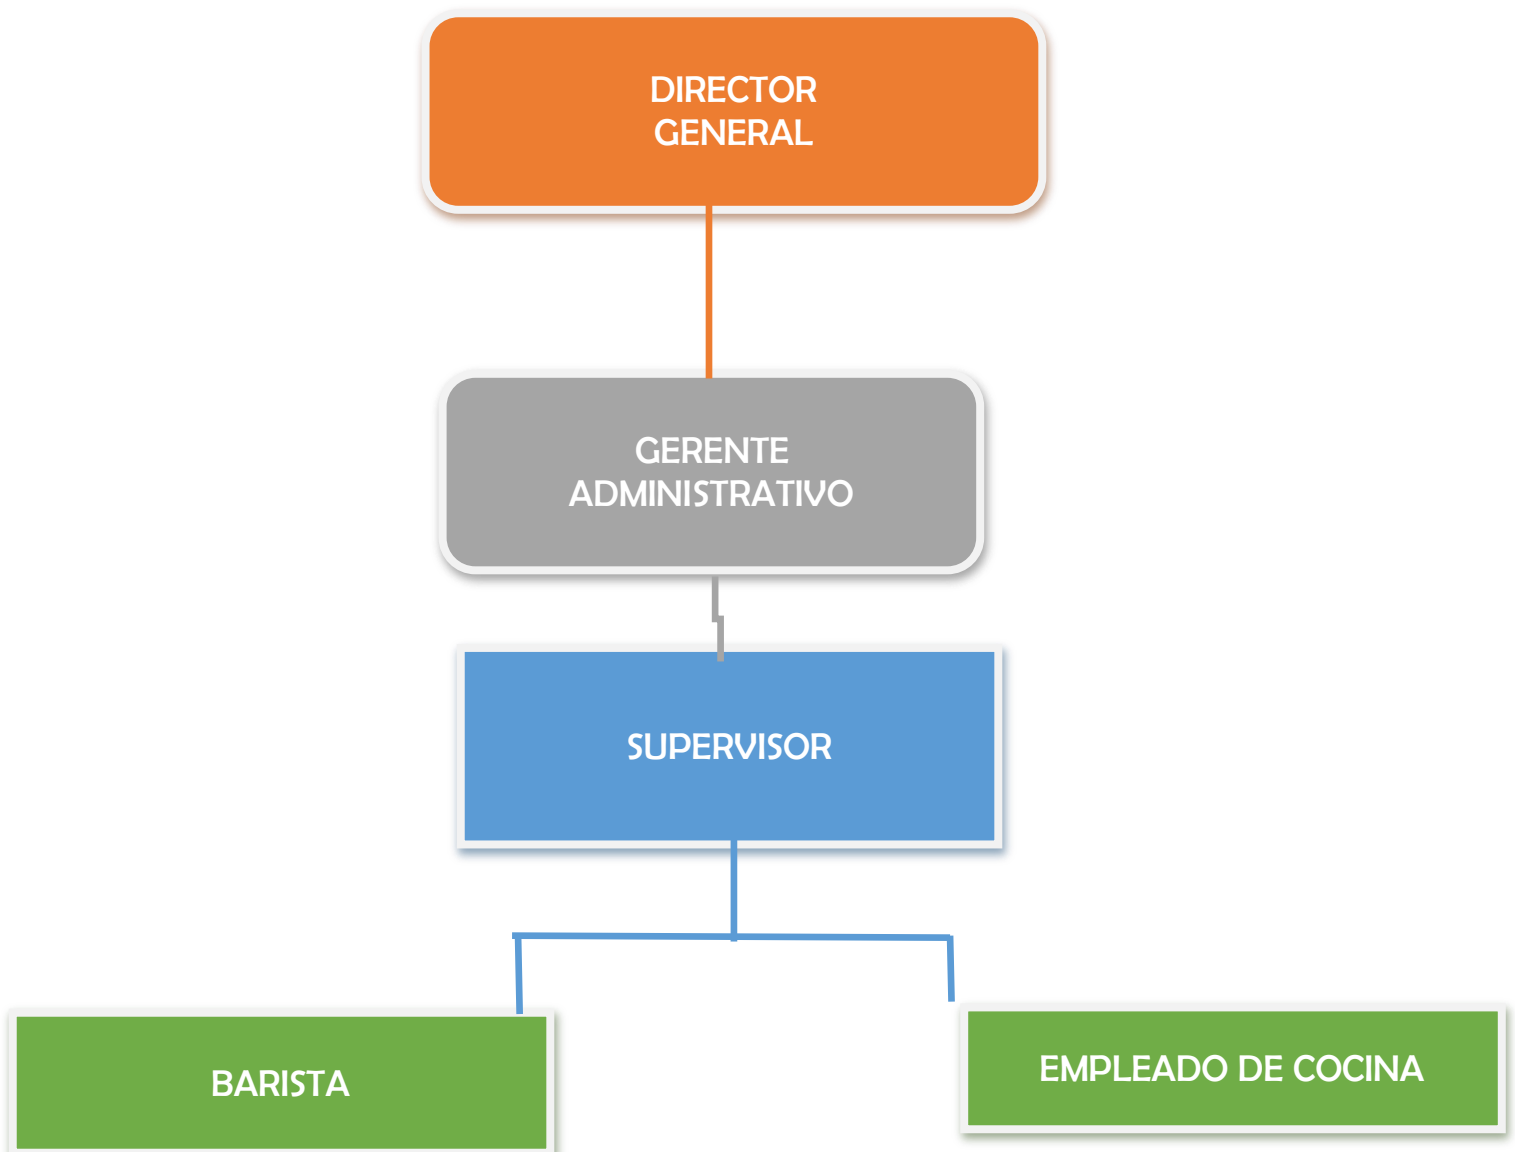 DIRECTOR
GENERAL
GERENTE
ADMINISTRATIVO
SUPERVISOR
BARISTA
EMPLEADO DE COCINA